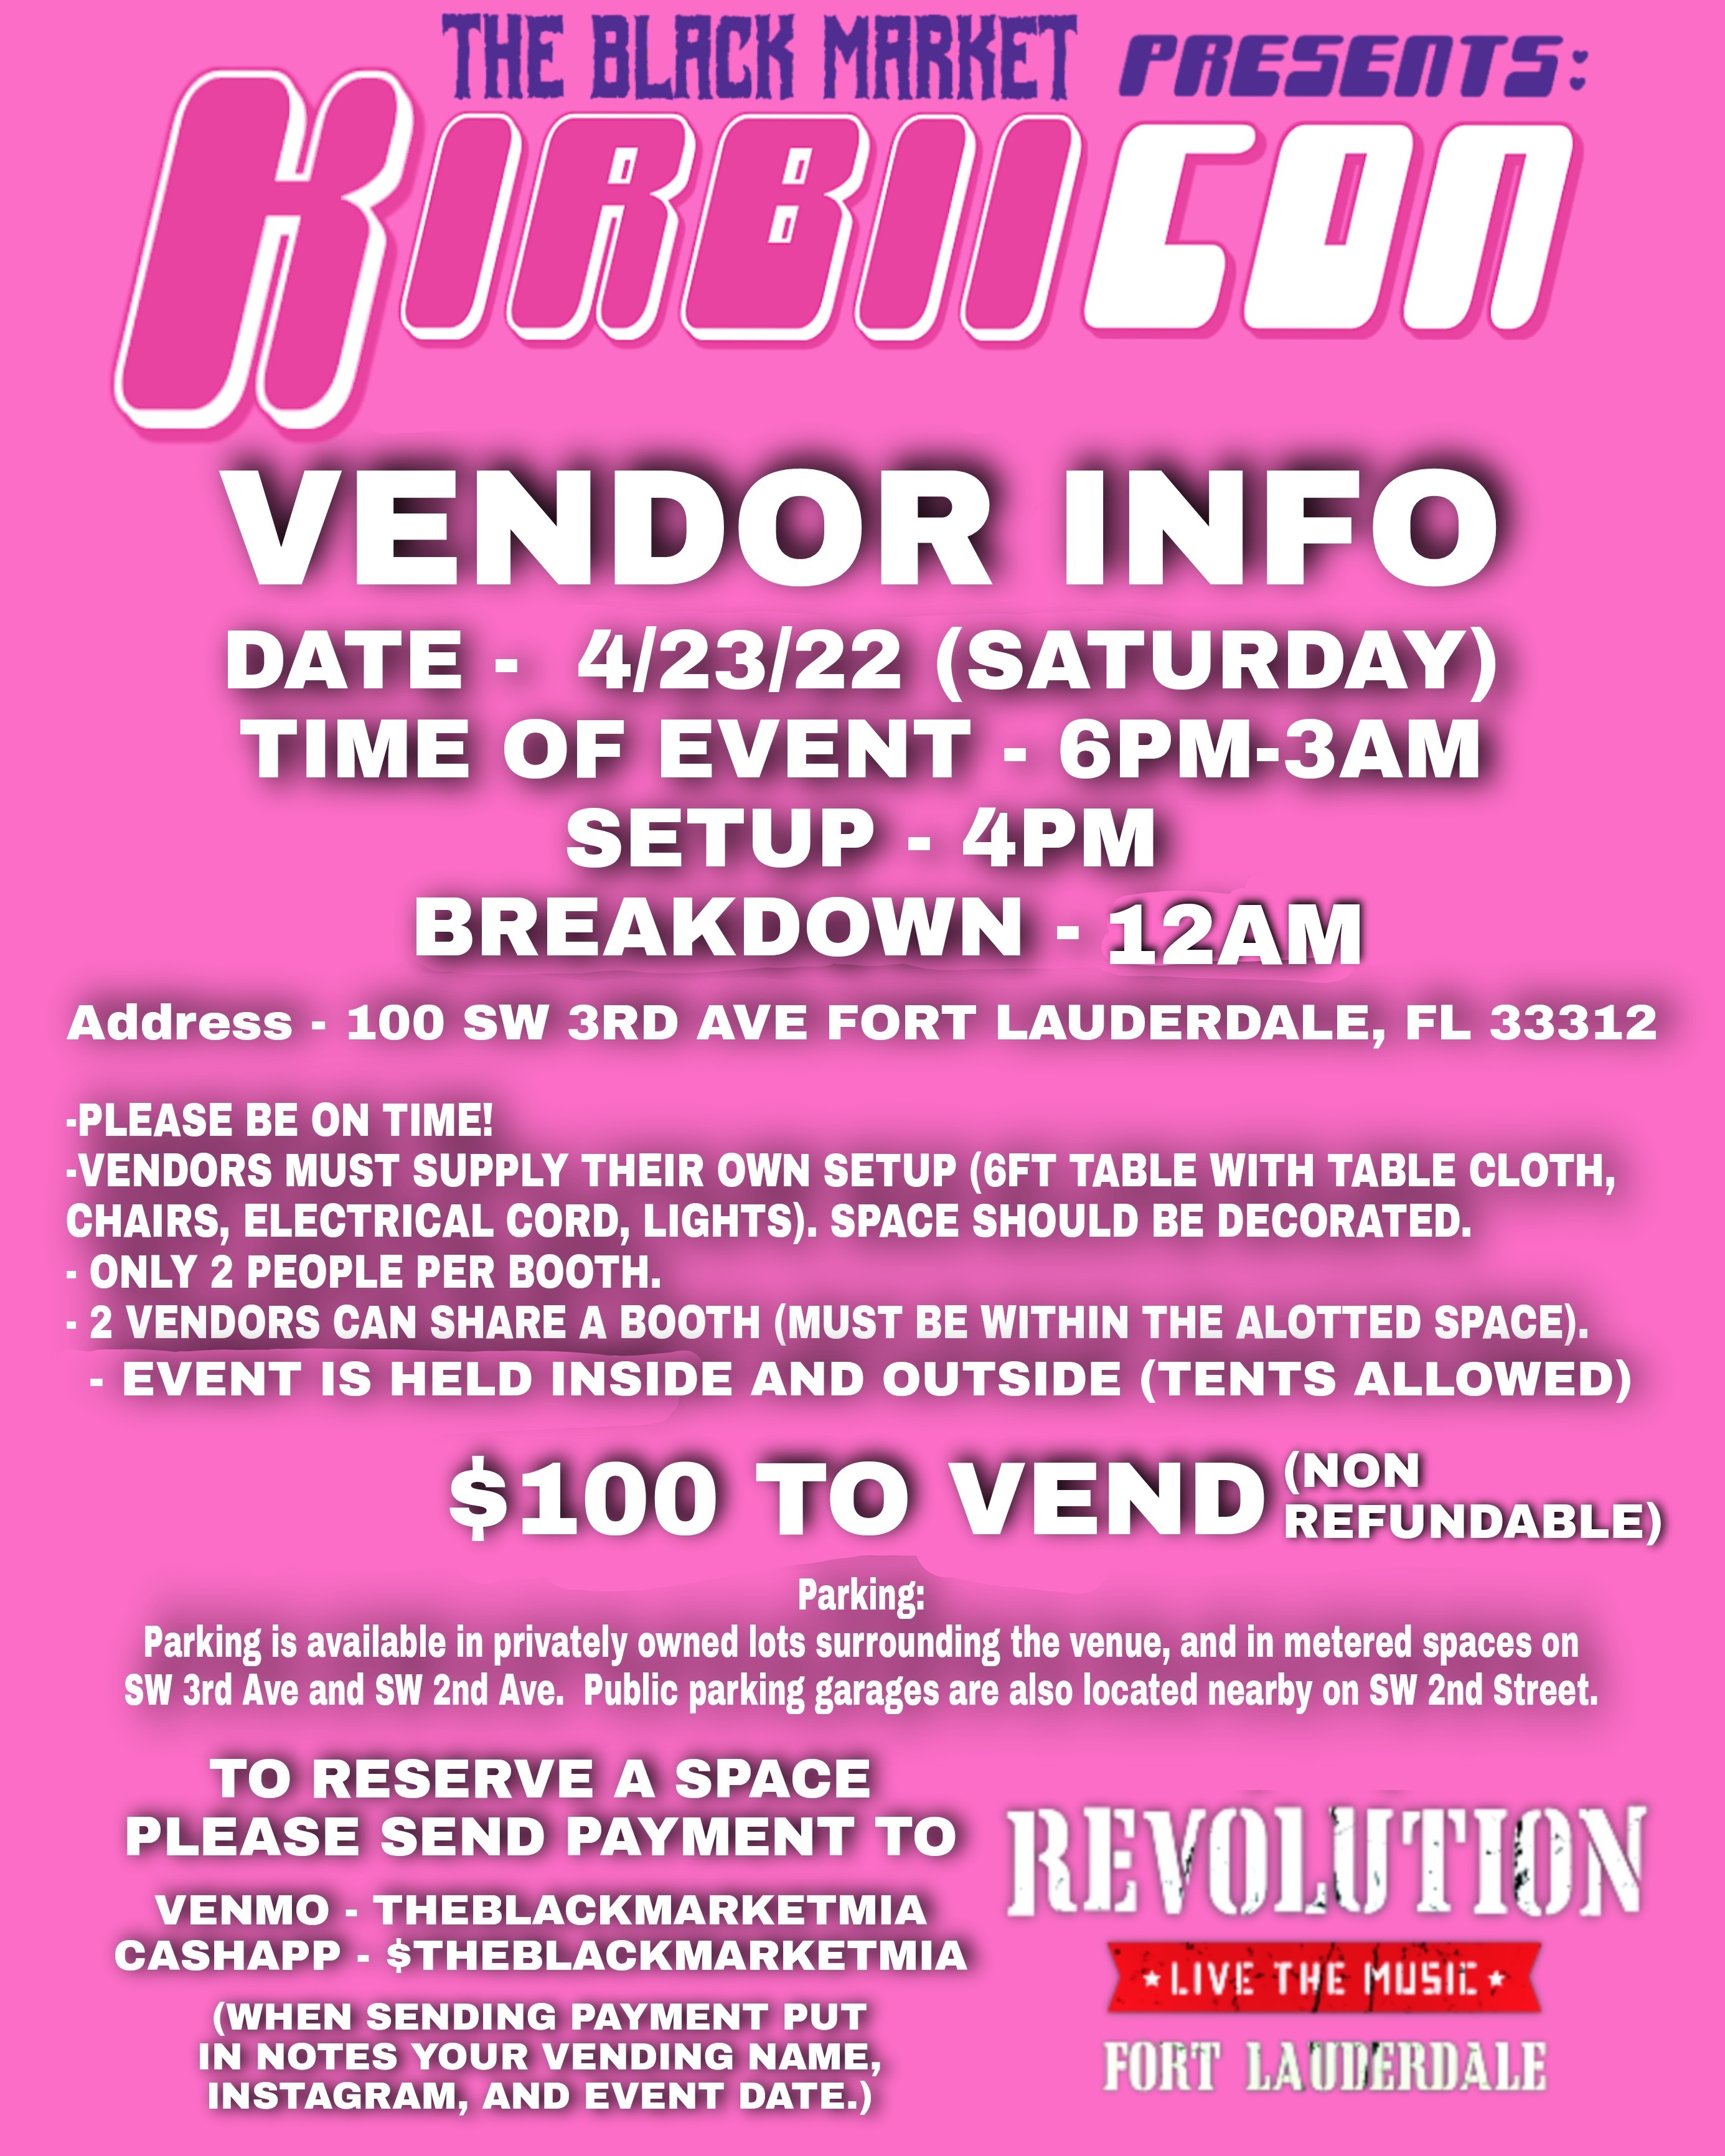 THE BLACK MARKET PRESENTS:
KIRBIICON
VENDOR INFO
DATE - 4/23/22 (SATURDAY)
TIME OF EVENT - 6PM-3AM
SETUP - 4PM
BREAKDOWN - 12AM
Address - 100 SW 3RD AVE FORT LAUDERDALE, FL 33312
-PLEASE BE ON TIME!
-VENDORS MUST SUPPLY THEIR OWN SETUP (6FT TABLE WITH TABLE CLOTH,
CHAIRS, ELECTRICAL CORD, LIGHTS). SPACE SHOULD BE DECORATED.
- ONLY 2 PEOPLE PER BOOTH.
- 2 VENDORS CAN SHARE A BOOTH (MUST BE WITHIN THE ALOTTED SPACE).
- EVENT IS HELD INSIDE AND OUTSIDE (TENTS ALLOWED)
$100 TO VEND (NON
REFUNDABLE)
Parking:
Parking is available in privately owned lots surrounding the venue, and in metered spaces on
SW 3rd Ave and SW 2nd Ave.  Public parking garages are also located nearby on SW 2nd Street.
TO RESERVE A SPACE
PLEASE SEND PAYMENT TO
VENMO - THEBLACKMARKETMIA
CASHAPP - $THEBLACKMARKETMIA
(WHEN SENDING PAYMENT PUT
IN NOTES YOUR VENDING NAME,
INSTAGRAM, AND EVENT DATE.)
REVOLUTION
★ LIVE THE MUSIC ★
FORT LAUDERDALE